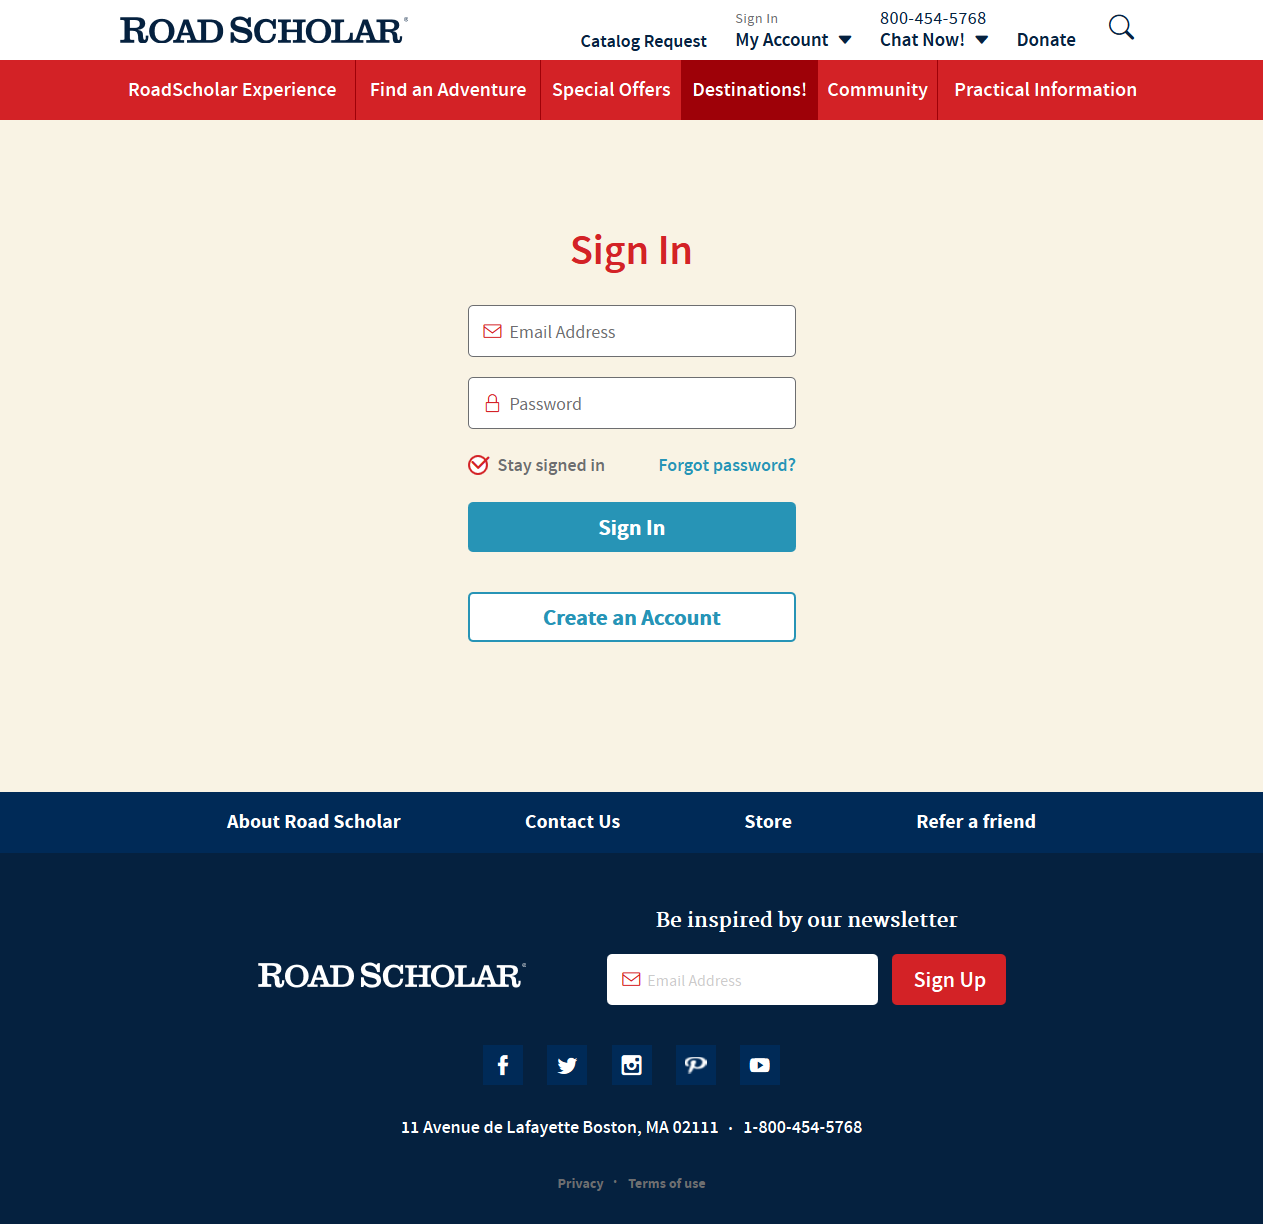 ROAD SCHOLAR®
Catalog Request
Sign In
My Account
800-454-5768
Chat Now!
Donate
RoadScholar Experience
Find an Adventure
Special Offers
Destinations!
Community
Practical Information
Sign In
Email Address
Password
Stay signed in
Forgot password?
Sign In
Create an Account
About Road Scholar
Contact Us
Store
Refer a friend
Be inspired by our newsletter
ROAD SCHOLAR®
Email Address
Sign Up
11 Avenue de Lafayette Boston, MA 02111 · 1-800-454-5768
Privacy · Terms of use